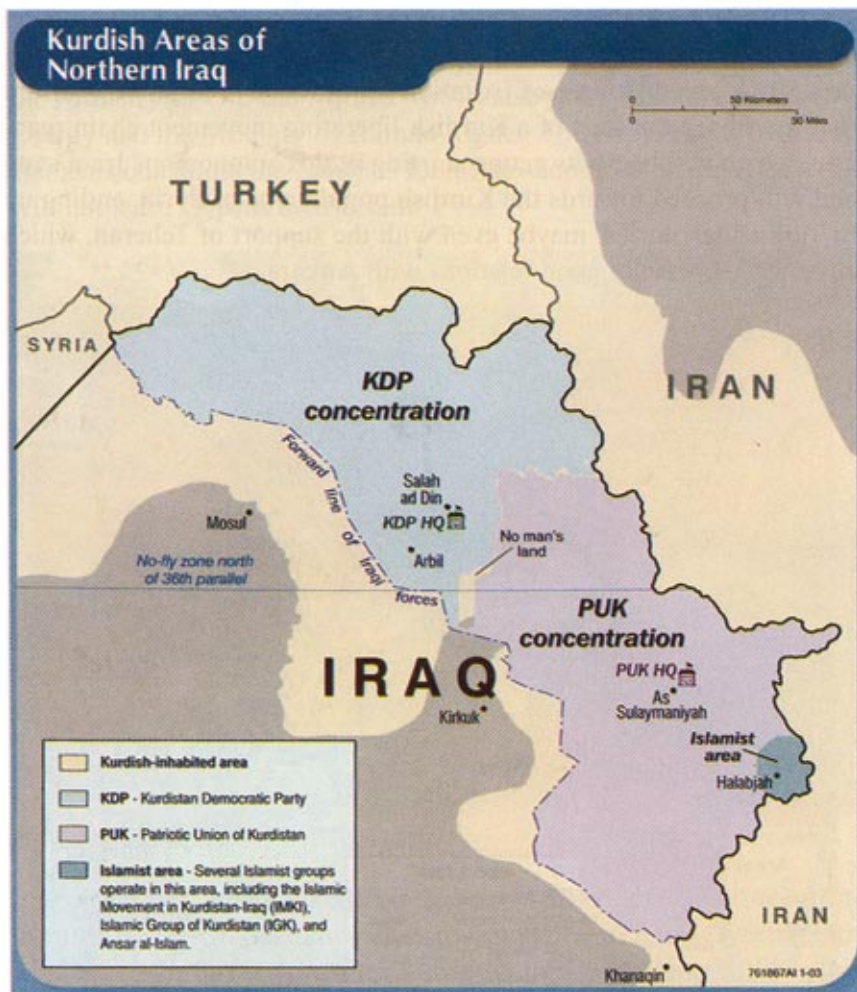 Kurdish Areas of
Northern Iraq
0 50 Kilometers
0 50 Miles
TURKEY
SYRIA
IRAN
KDP
concentration
Forward line of Iraqi forces
Salah
ad Din
KDP HQ
Mosul
Arbil
No man's
land
No-fly zone north
of 36th parallel
PUK
concentration
IRAQ
PUK HQ
As
Sulaymaniyah
Kirkuk
Islamist
area
Halabjah
Kurdish-inhabited area
KDP - Kurdistan Democratic Party
PUK - Patriotic Union of Kurdistan
Islamist area - Several Islamist groups
operate in this area, including the Islamic
Movement in Kurdistan-Iraq (IMKI),
Islamic Group of Kurdistan (IGK), and
Ansar al-Islam.
IRAN
Khanaqin
761867AI 1-03